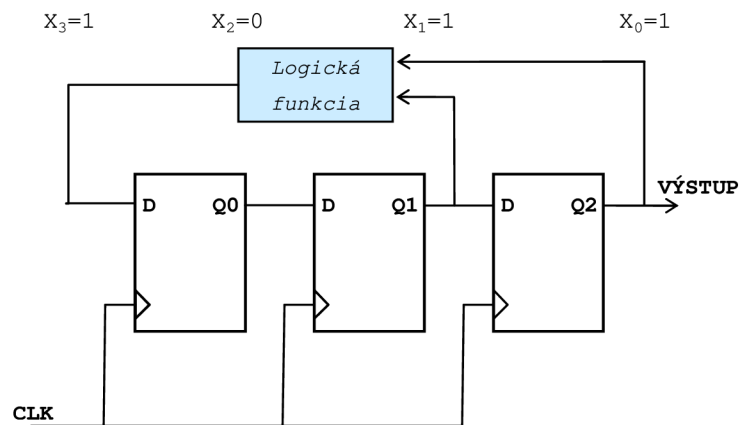 X₃=1 X₂=0 X₁=1 X₀=1
Logická
funkcia
D Q0 D Q1 D Q2 VÝSTUP
CLK